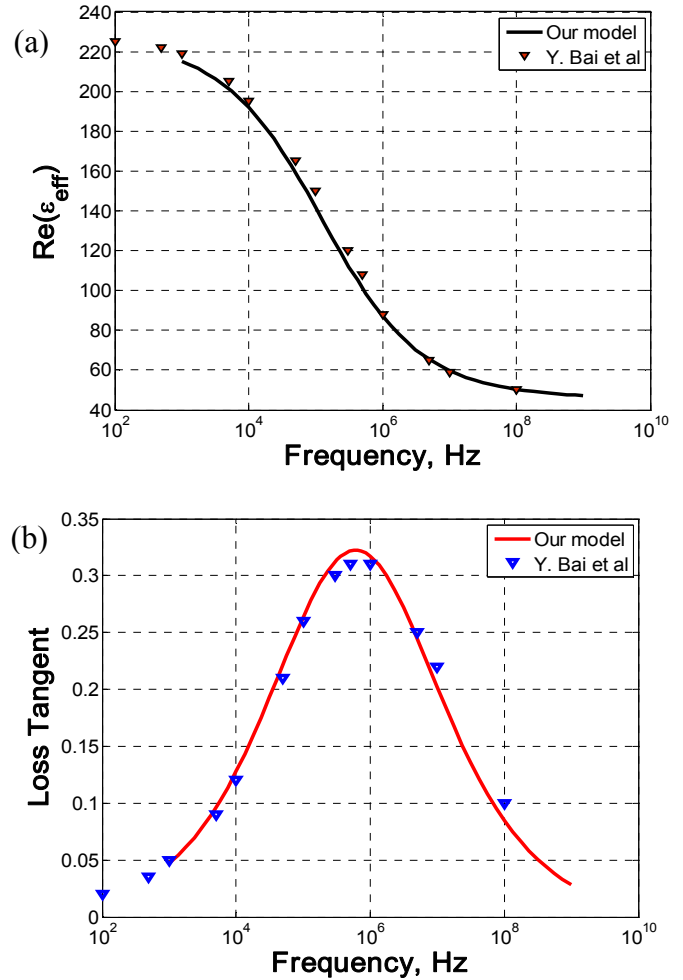 (a)
Our model
Y. Bai et al
240
220
200
180
160
140
120
100
80
60
40
Re(ε_eff)
10^2
10^4
10^6
10^8
10^10
Frequency, Hz
(b)
Our model
Y. Bai et al
0.35
0.3
0.25
0.2
0.15
0.1
0.05
0
Loss Tangent
10^2
10^4
10^6
10^8
10^10
Frequency, Hz